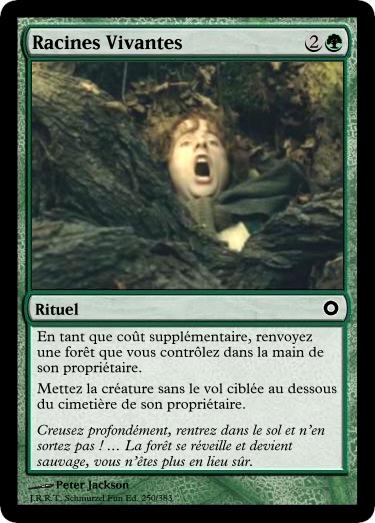 Racines Vivantes 2
Rituel
En tant que coût supplémentaire, renvoyez
une forêt que vous contrôlez dans la main de
son propriétaire.
Mettez la créature sans le vol ciblée au dessous
du cimetière de son propriétaire.
Creusez profondément, rentrez dans le sol et n'en
sortez pas ! ... La forêt se réveille et devient
sauvage, vous n'êtes plus en lieu sûr.
Peter Jackson
J.R.R.T. Schnurzel Fun Ed. 250/383